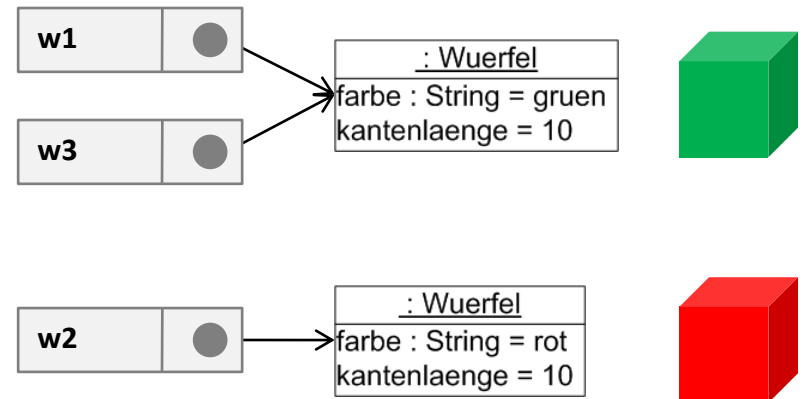 w1
: Wuerfel
farbe : String = gruen
kantenlaenge = 10
w3
w2
: Wuerfel
farbe : String = rot
kantenlaenge = 10